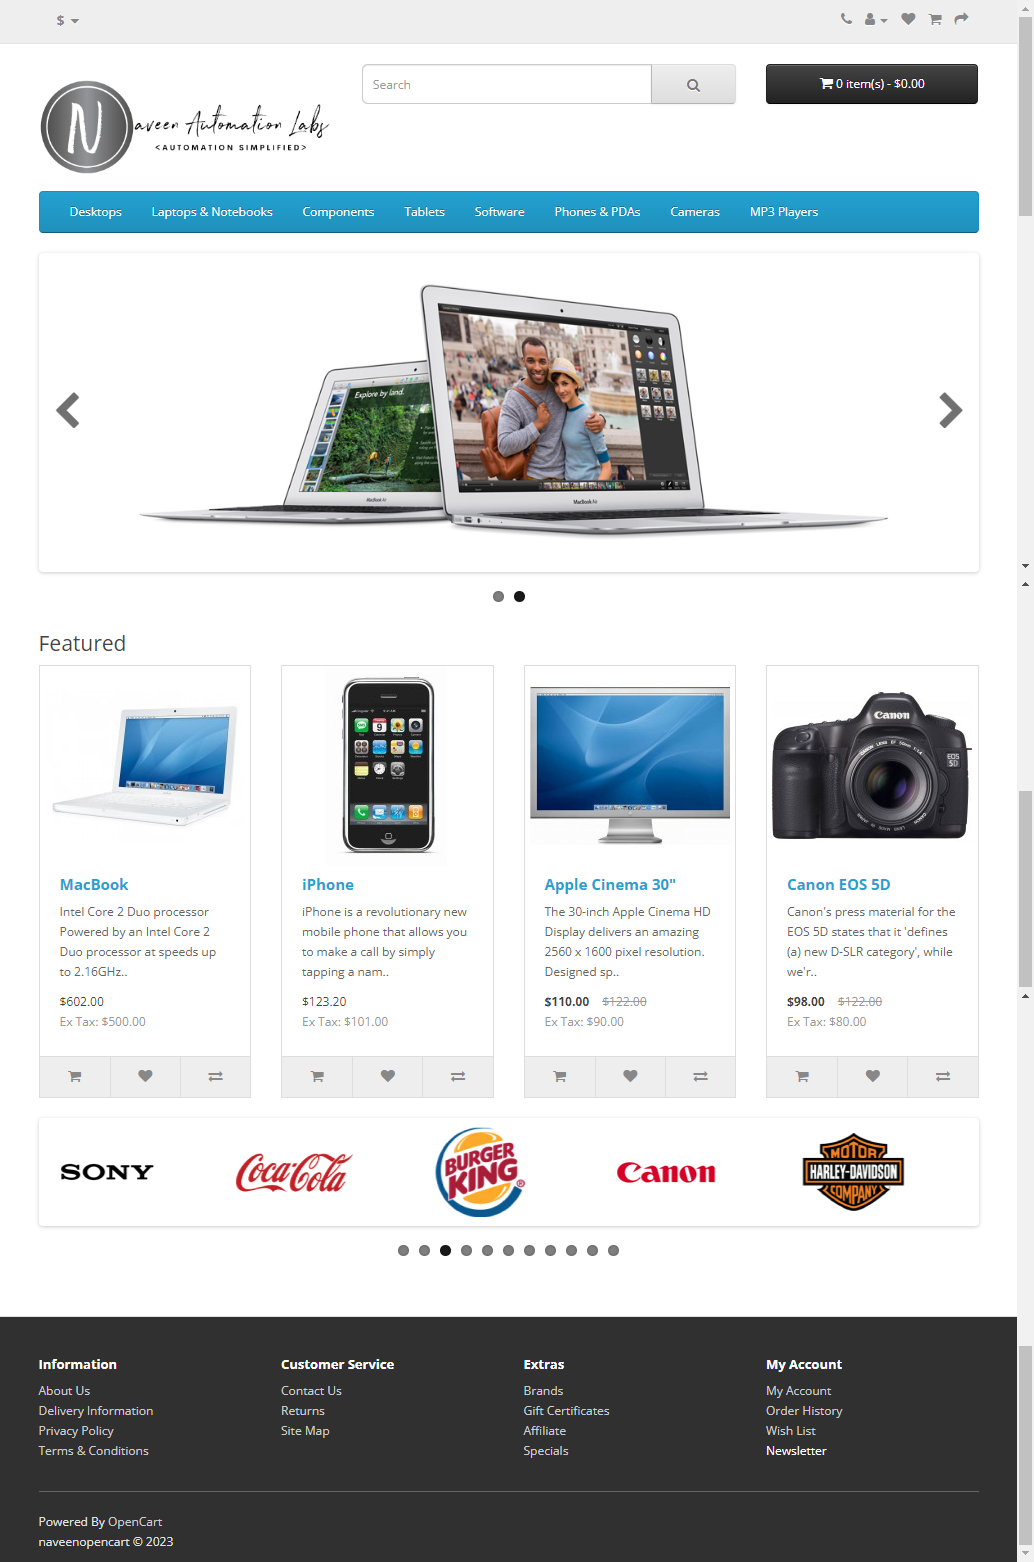 $
Search
0 item(s) - $0.00
N
aveen Automation Labs
<AUTOMATION SIMPLIFIED>
Desktops
Laptops & Notebooks
Components
Tablets
Software
Phones & PDAs
Cameras
MP3 Players
Explore by land.
MacBook Air
MacBook Air
Featured
Canon
EOS
5D
MacBook
Intel Core 2 Duo processor
Powered by an Intel Core 2
Duo processor at speeds up
to 2.16GHz..
$602.00
Ex Tax: $500.00
iPhone
iPhone is a revolutionary new
mobile phone that allows you
to make a call by simply
tapping a nam..
$123.20
Ex Tax: $101.00
Apple Cinema 30"
The 30-inch Apple Cinema HD
Display delivers an amazing
2560 x 1600 pixel resolution.
Designed sp..
$110.00 $122.00
Ex Tax: $90.00
Canon EOS 5D
Canon's press material for the
EOS 5D states that it 'defines
(a) new D-SLR category', while
we'r..
$98.00 $122.00
Ex Tax: $80.00
SONY
Coca-Cola
BURGER
KING
Canon
MOTOR
HARLEY-DAVIDSON
COMPANY
Information
About Us
Delivery Information
Privacy Policy
Terms & Conditions
Customer Service
Contact Us
Returns
Site Map
Extras
Brands
Gift Certificates
Affiliate
Specials
My Account
My Account
Order History
Wish List
Newsletter
Powered By OpenCart
naveenopencart © 2023